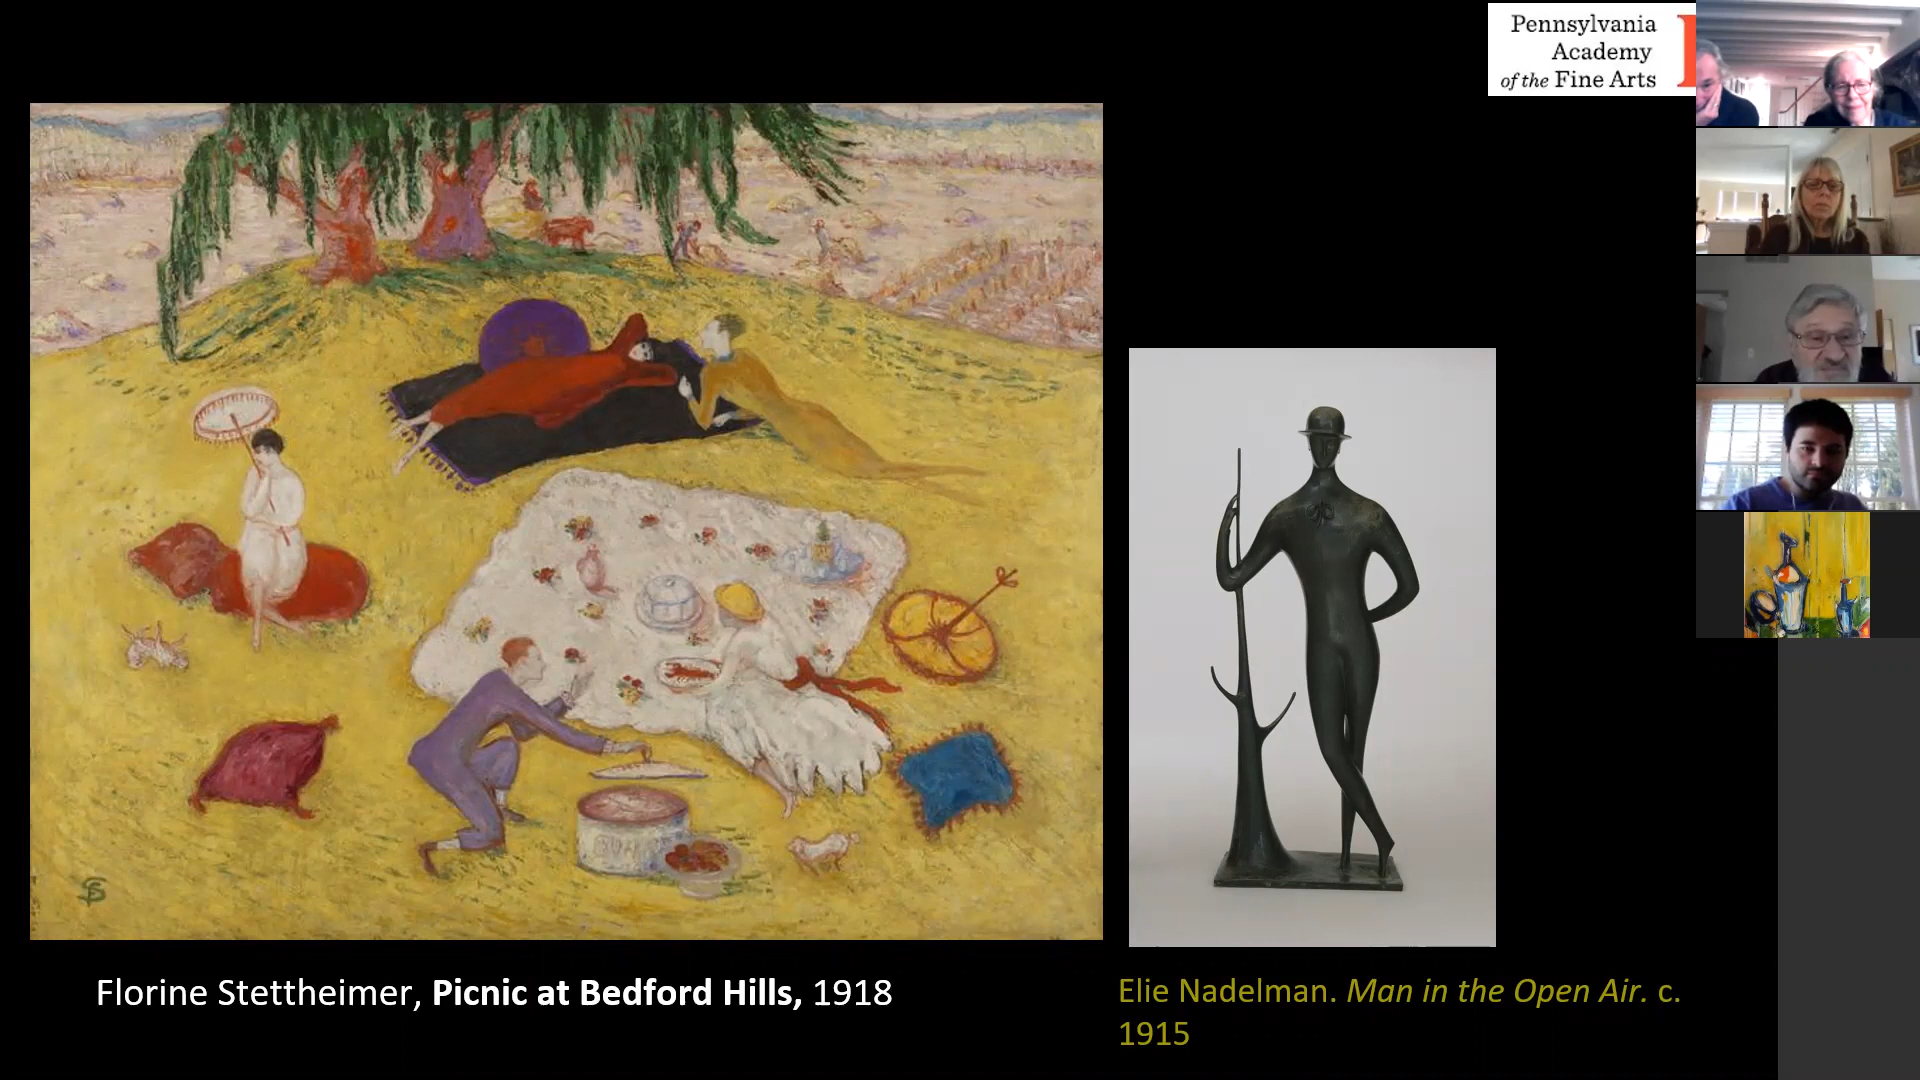 Pennsylvania
Academy
of the Fine Arts
Florine Stettheimer, Picnic at Bedford Hills, 1918
Elie Nadelman. Man in the Open Air. c.
1915